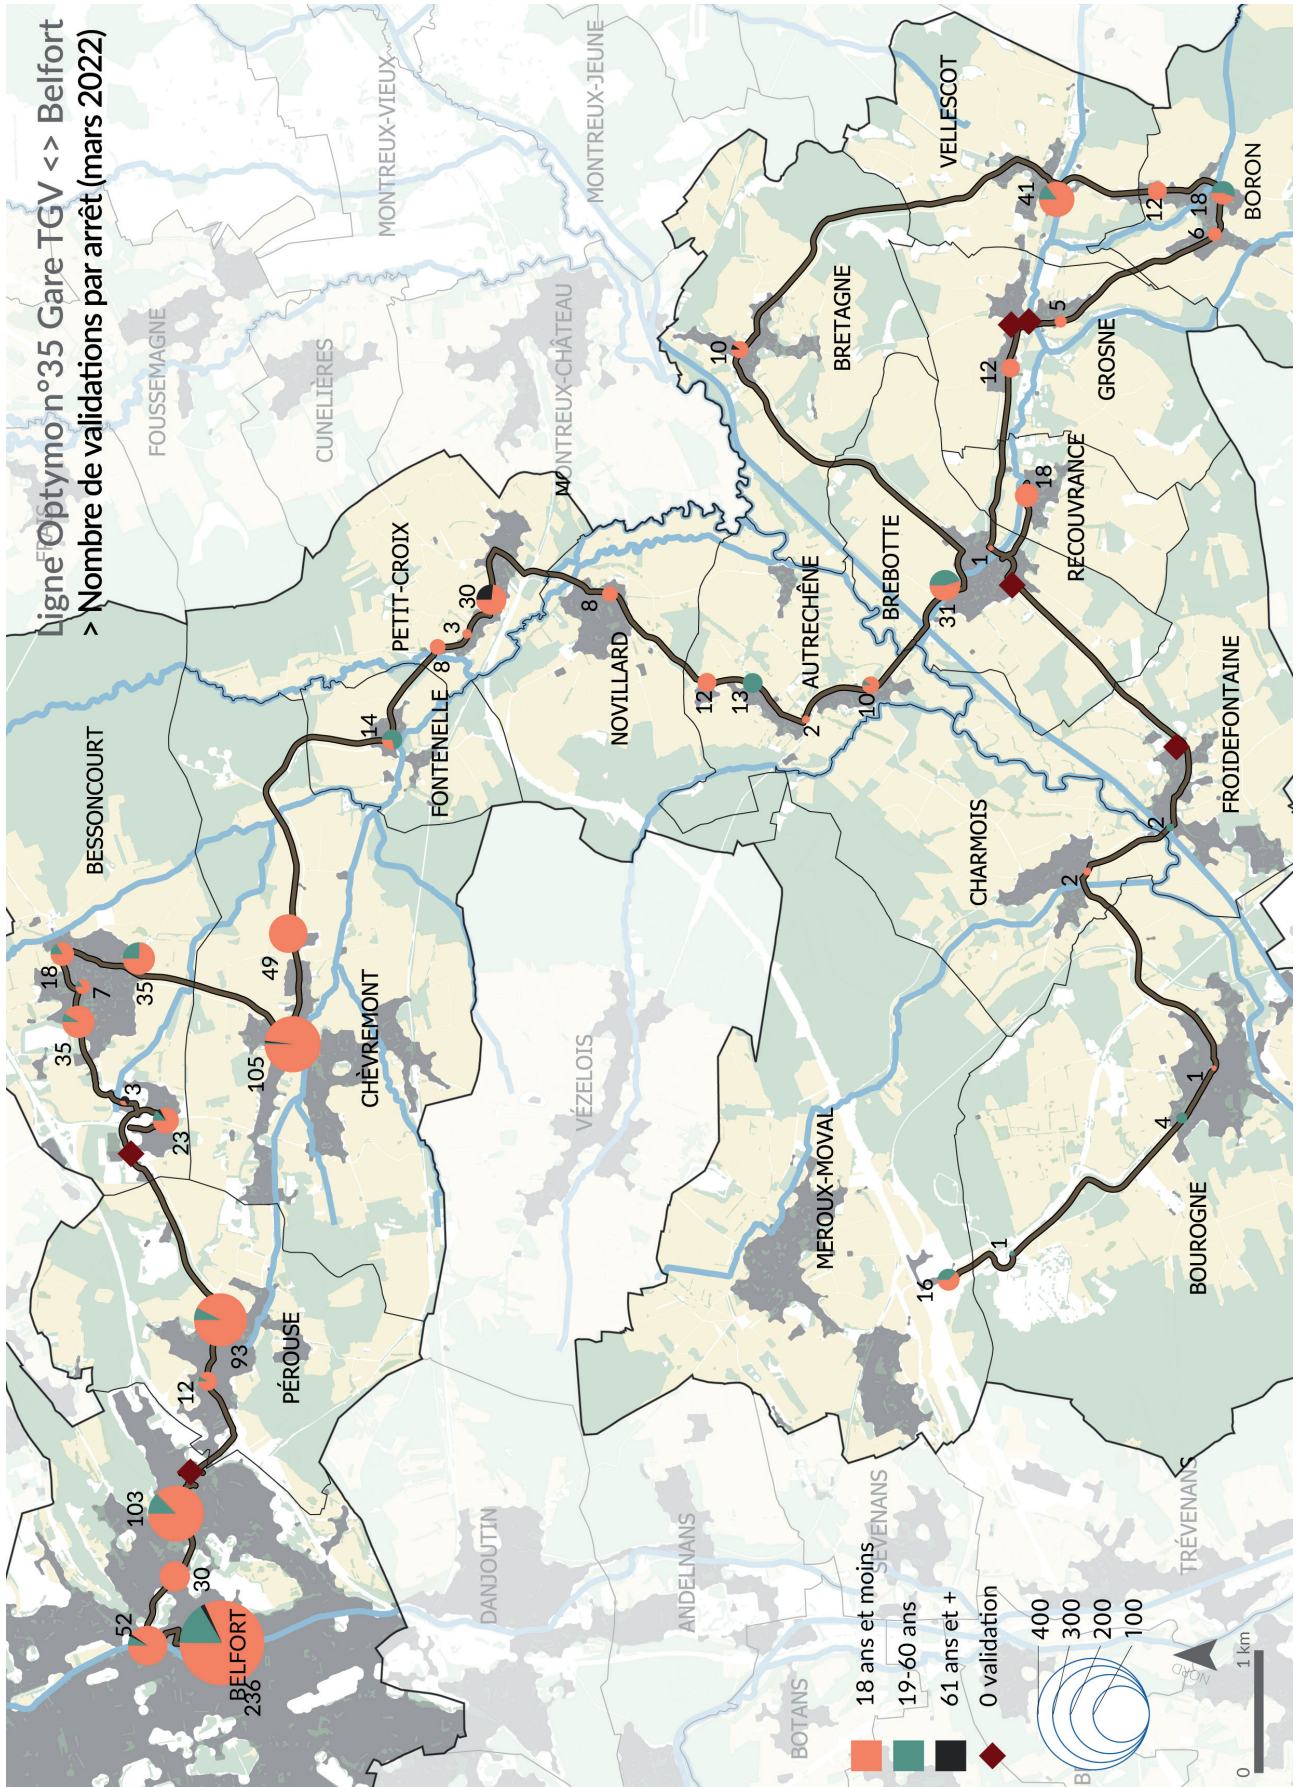 Ligne Optymo n°35 Gare TGV <> Belfort
> Nombre de validations par arrêt (mars 2022)
FOUSSEMAGNE
MONTREUX-VIEUX
CUNELIÈRES
MONTREUX-JEUNE
MONTREUX-CHÂTEAU
BESSONCOURT
PETIT-CROIX
FONTENELLE
NOVILLARD
AUTRECHÊNE
BREBOTTE
BRETAGNE
VELLESCOT
BORON
GROSNE
RECOUVRANCE
FROIDEFONTAINE
CHARMOIS
BOUROGNE
MEROUX-MOVAL
VÉZELOIS
CHÈVREMONT
PÉROUSE
BELFORT
DANJOUTIN
ANDELNANS
SÉVENANS
TRÉVENANS
BOTANS
52
236
30
103
12
93
23
3
35
7
18
35
105
49
14
8
3
30
8
12
13
2
10
31
10
41
12
18
6
5
12
1
18
2
2
1
4
1
16
18 ans et moins
19-60 ans
61 ans et +
0 validation
400
300
200
100
NORD
0
1 km